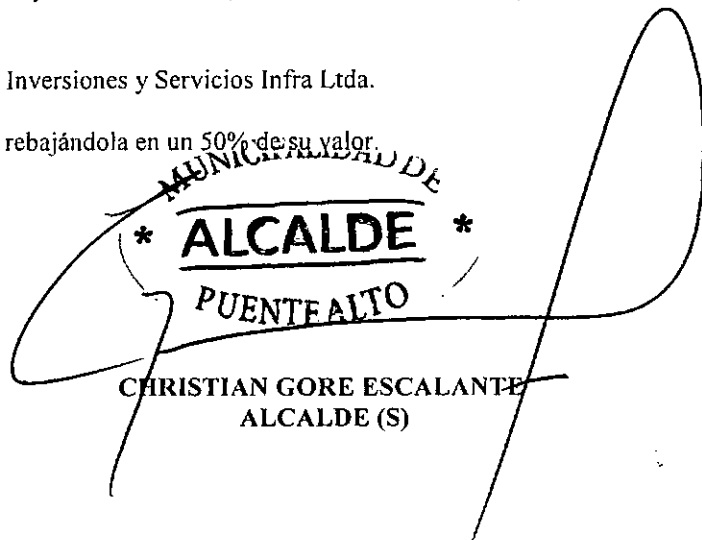 Inversiones y Servicios Infra Ltda.
rebajándola en un 50% de su valor.
MUNICIPALIDAD DE
* ALCALDE *
PUENTE ALTO
CHRISTIAN GORE ESCALANTE
ALCALDE (S)